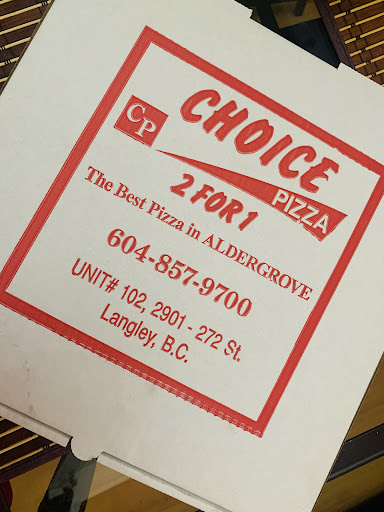 CHOICE
CP
PIZZA
2 FOR 1
The Best Pizza in ALDERGROVE
604-857-9700
UNIT# 102, 2901 - 272 St.
Langley, B.C.